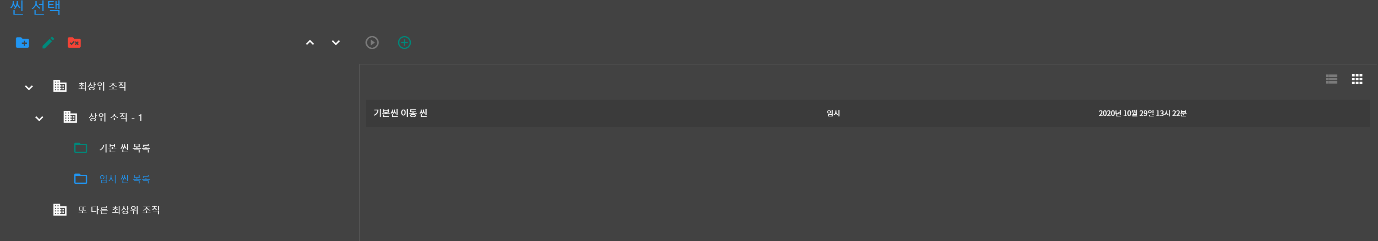 씬 선택
최상위 조직
상위 조직 - 1
기본 씬 목록
임시 씬 목록
또 다른 최상위 조직
기본씬 이동 씬 임시 2020년 10월 29일 13시 22분